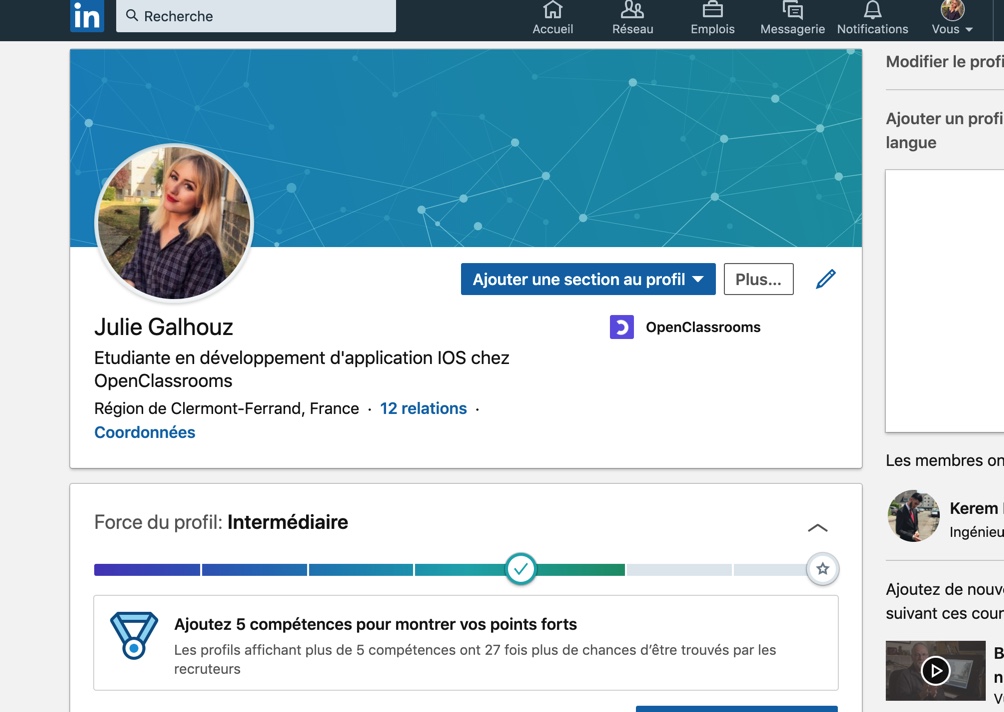 in
Recherche
Accueil
Réseau
Emplois
Messagerie
Notifications
Vous
Modifier le profi
Ajouter un profi
langue
Ajouter une section au profil
Plus...
Julie Galhouz
OpenClassrooms
Etudiante en développement d'application IOS chez
OpenClassrooms
Région de Clermont-Ferrand, France · 12 relations ·
Coordonnées
Les membres on
Force du profil: Intermédiaire
Kerem
Ingénieu
Ajoutez 5 compétences pour montrer vos points forts
Les profils affichant plus de 5 compétences ont 27 fois plus de chances d’être trouvés par les
recruteurs
Ajoutez de nouv
suivant ces cour
B
n